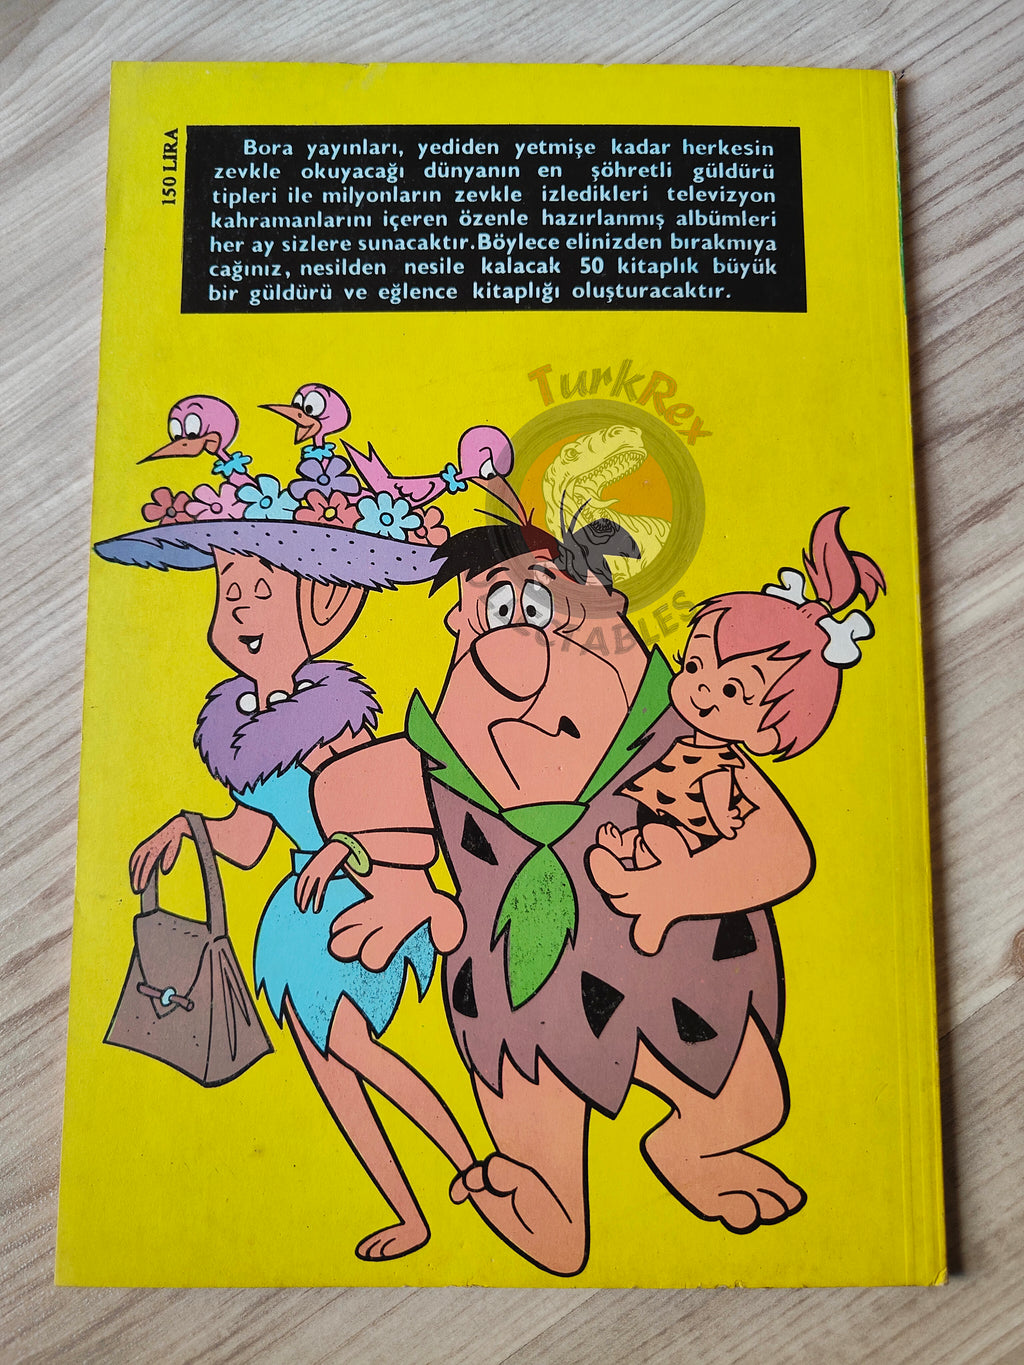 150 LİRA
Bora yayınları, yediden yetmişe kadar herkesin
zevkle okuyacağı dünyanın en şöhretli güldürü
tipleri ile milyonların zevkle izledikleri televizyon
kahramanlarını içeren özenle hazırlanmış albümleri
her ay sizlere sunacaktır. Böylece elinizden bırakmıya
cağınız, nesilden nesile kalacak 50 kitaplık büyük
bir güldürü ve eğlence kitaplığı oluşturacaktır.
TurkRex